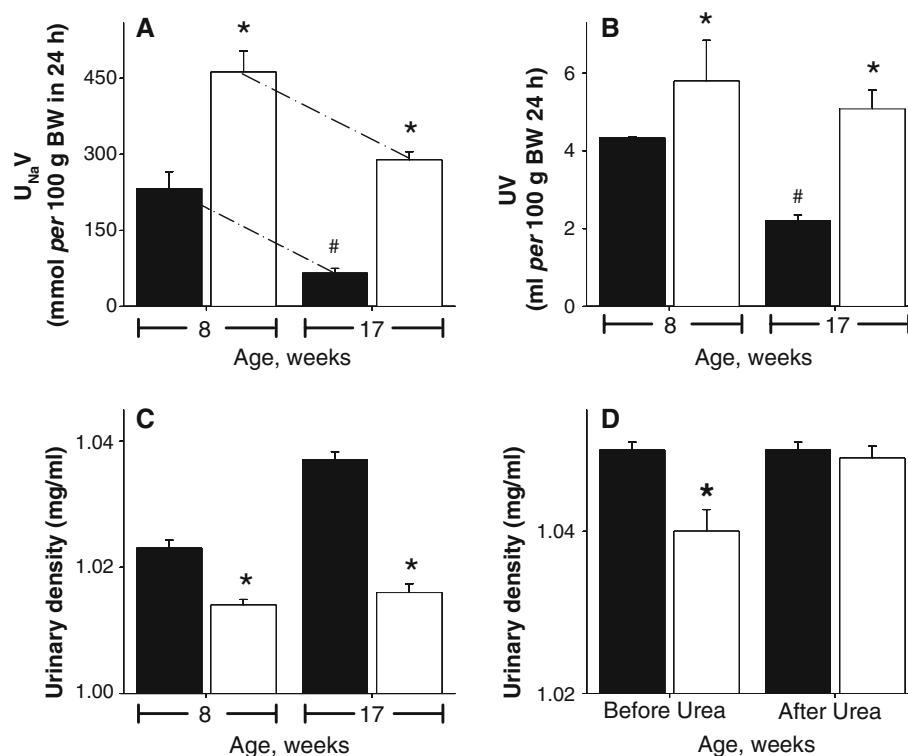 A
U_NaV
(mmol per 100 g BW in 24 h)
450
300
150
0
*
#
*
8
17
Age, weeks
B
UV
(ml per 100 g BW 24 h)
6
4
2
0
*
#
*
8
17
Age, weeks
C
Urinary density (mg/ml)
1.04
1.02
1.00
*
*
8
17
Age, weeks
D
Urinary density (mg/ml)
1.04
1.02
*
Before Urea
After Urea
Age, weeks